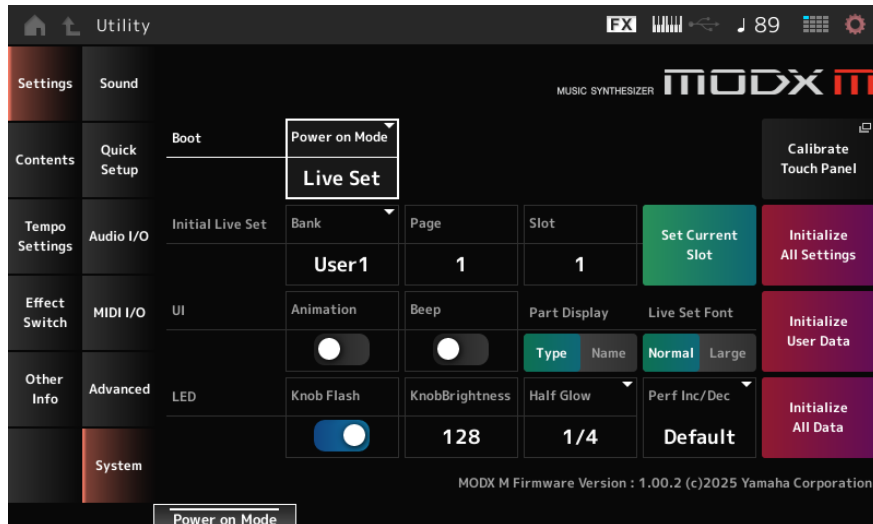 Utility
FX
♩ 89
Settings
Sound
MUSIC SYNTHESIZER MODX M
Contents
Quick
Setup
Boot
Power on Mode
Live Set
Calibrate
Touch Panel
Tempo
Settings
Audio I/O
Initial Live Set
Bank
User1
Page
1
Slot
1
Set Current
Slot
Initialize
All Settings
Effect
Switch
MIDI I/O
UI
Animation
Beep
Part Display
Type Name
Live Set Font
Normal Large
Initialize
User Data
Other
Info
Advanced
LED
Knob Flash
KnobBrightness
128
Half Glow
1/4
Perf Inc/Dec
Default
Initialize
All Data
System
MODX M Firmware Version : 1.00.2 (c)2025 Yamaha Corporation
Power on Mode